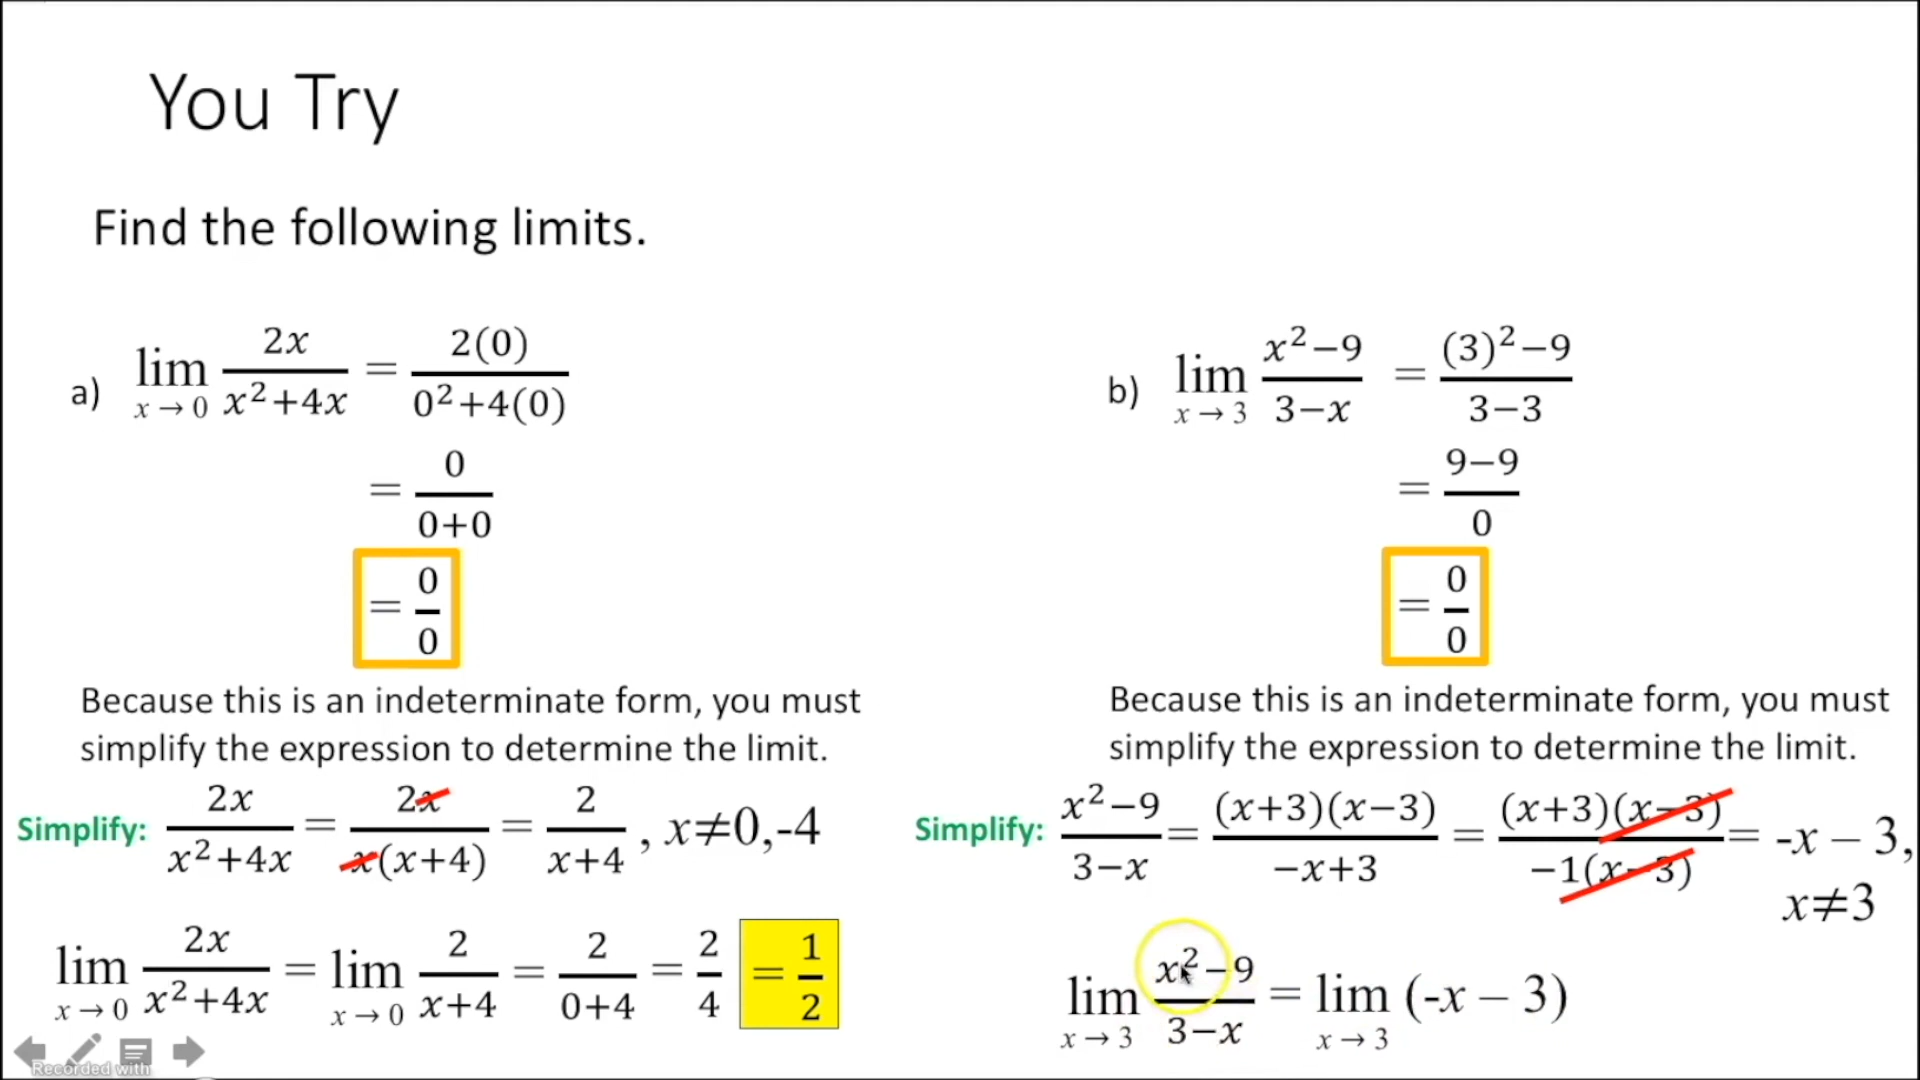 You Try
Find the following limits.
a) lim x→0 2x/(x²+4x) = 2(0)/(0²+4(0))
= 0/(0+0)
= 0/0
Because this is an indeterminate form, you must
simplify the expression to determine the limit.
Simplify: 2x/(x²+4x) = 2x/(x(x+4)) = 2/(x+4) , x≠0,-4
lim x→0 2x/(x²+4x) = lim x→0 2/(x+4) = 2/(0+4) = 2/4 = 1/2
b) lim x→3 (x²−9)/(3−x) = ((3)²−9)/(3−3)
= (9−9)/0
= 0/0
Because this is an indeterminate form, you must
simplify the expression to determine the limit.
Simplify: (x²−9)/(3−x) = ((x+3)(x−3))/(−x+3) = ((x+3)(x−3))/(−1(x−3)) = -x – 3,
x≠3
lim x→3 (x²−9)/(3−x) = lim x→3 (-x – 3)
Recorded with